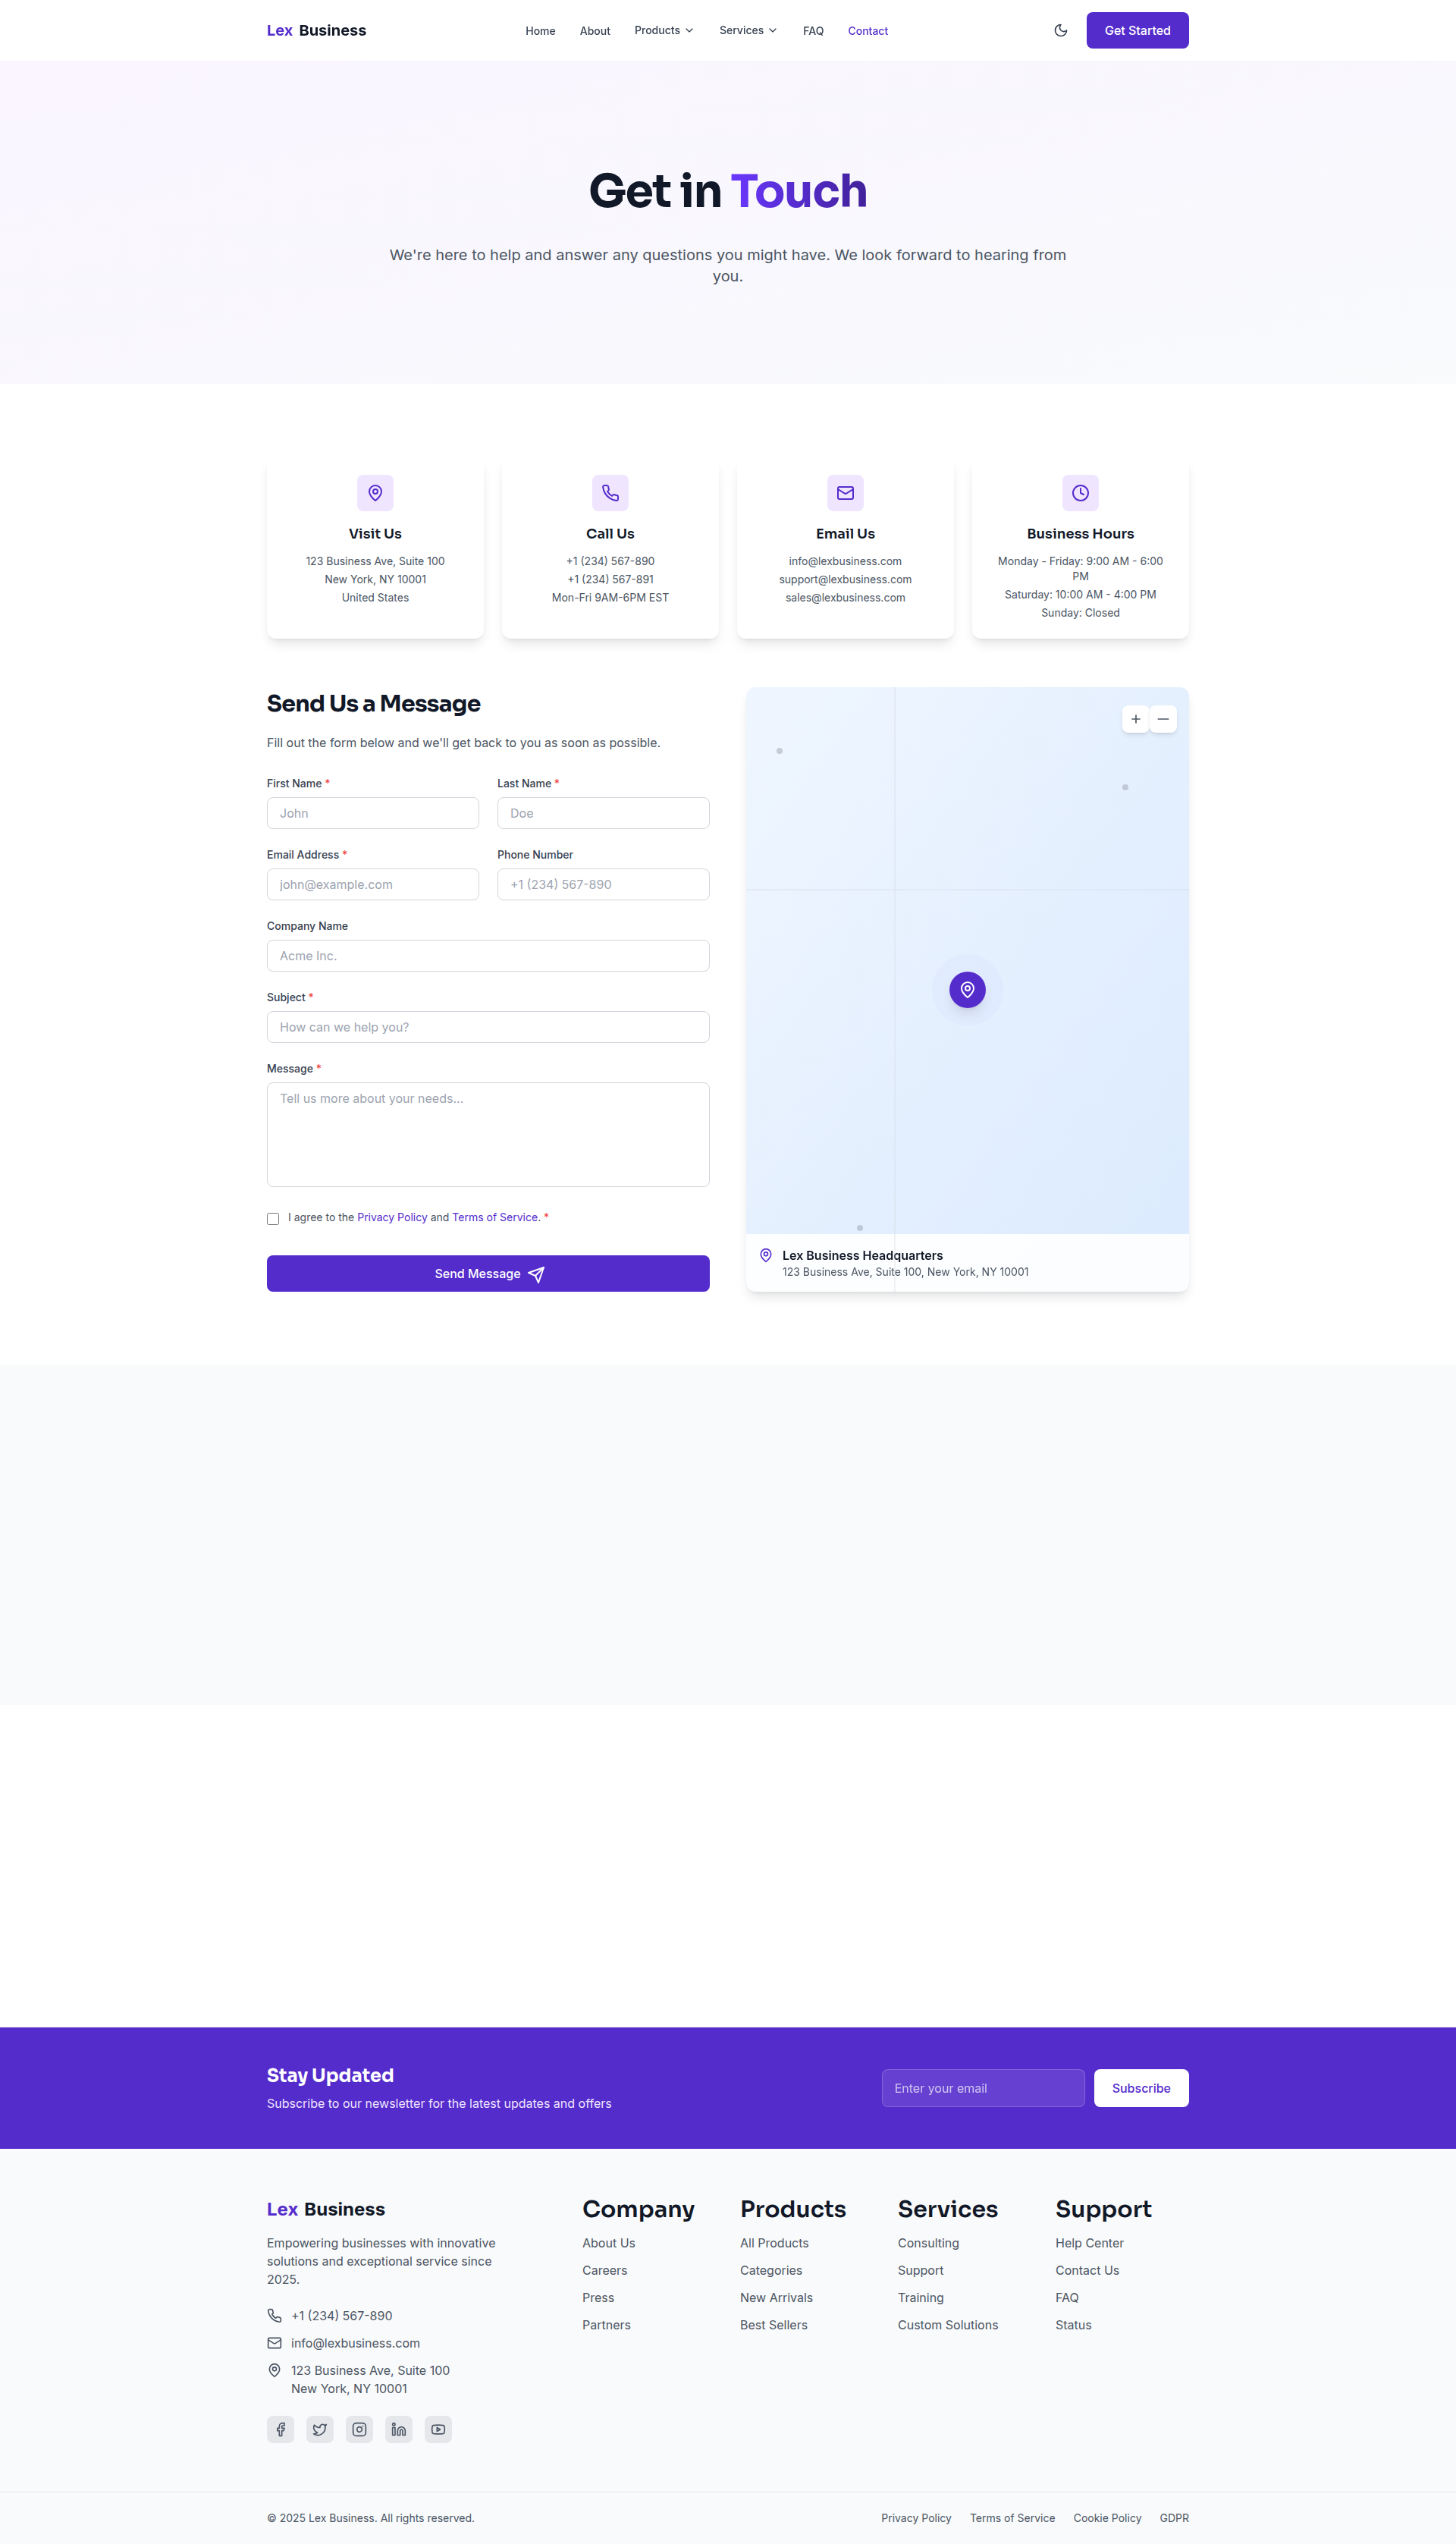 Lex Business
Home
About
Products
Services
FAQ
Contact
Get Started
Get in Touch
We're here to help and answer any questions you might have. We look forward to hearing from
you.
Visit Us
123 Business Ave, Suite 100
New York, NY 10001
United States
Call Us
+1 (234) 567-890
+1 (234) 567-891
Mon-Fri 9AM-6PM EST
Email Us
info@lexbusiness.com
support@lexbusiness.com
sales@lexbusiness.com
Business Hours
Monday - Friday: 9:00 AM - 6:00
PM
Saturday: 10:00 AM - 4:00 PM
Sunday: Closed
Send Us a Message
Fill out the form below and we'll get back to you as soon as possible.
First Name *
John
Last Name *
Doe
Email Address *
john@example.com
Phone Number
+1 (234) 567-890
Company Name
Acme Inc.
Subject *
How can we help you?
Message *
Tell us more about your needs...
I agree to the Privacy Policy and Terms of Service. *
Send Message
Lex Business Headquarters
123 Business Ave, Suite 100, New York, NY 10001
Stay Updated
Subscribe to our newsletter for the latest updates and offers
Enter your email
Subscribe
Lex Business
Empowering businesses with innovative
solutions and exceptional service since
2025.
+1 (234) 567-890
info@lexbusiness.com
123 Business Ave, Suite 100
New York, NY 10001
Company
About Us
Careers
Press
Partners
Products
All Products
Categories
New Arrivals
Best Sellers
Services
Consulting
Support
Training
Custom Solutions
Support
Help Center
Contact Us
FAQ
Status
© 2025 Lex Business. All rights reserved.
Privacy Policy
Terms of Service
Cookie Policy
GDPR